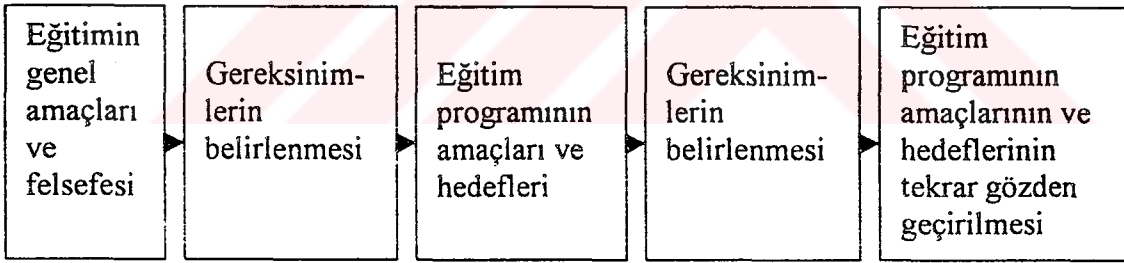 Eğitimin
genel
amaçları
ve
felsefesi
Gereksinim-
lerin
belirlenmesi
Eğitim
programının
amaçları ve
hedefleri
Gereksinim-
lerin
belirlenmesi
Eğitim
programının
amaçlarının ve
hedeflerinin
tekrar gözden
geçirilmesi